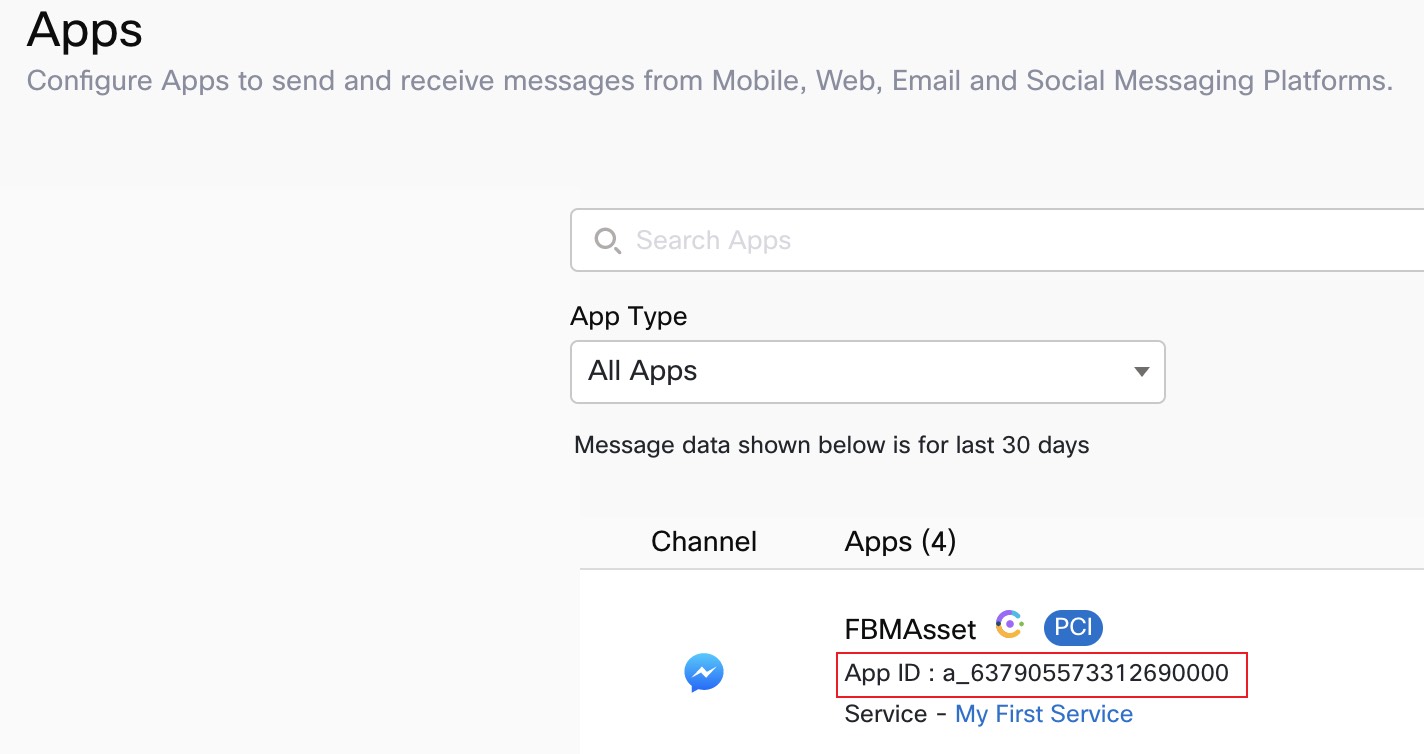 Apps
Configure Apps to send and receive messages from Mobile, Web, Email and Social Messaging Platforms.
Search Apps
App Type
All Apps
Message data shown below is for last 30 days
Channel Apps (4)
FBMAsset PCI
App ID : a_637905573312690000
Service - My First Service